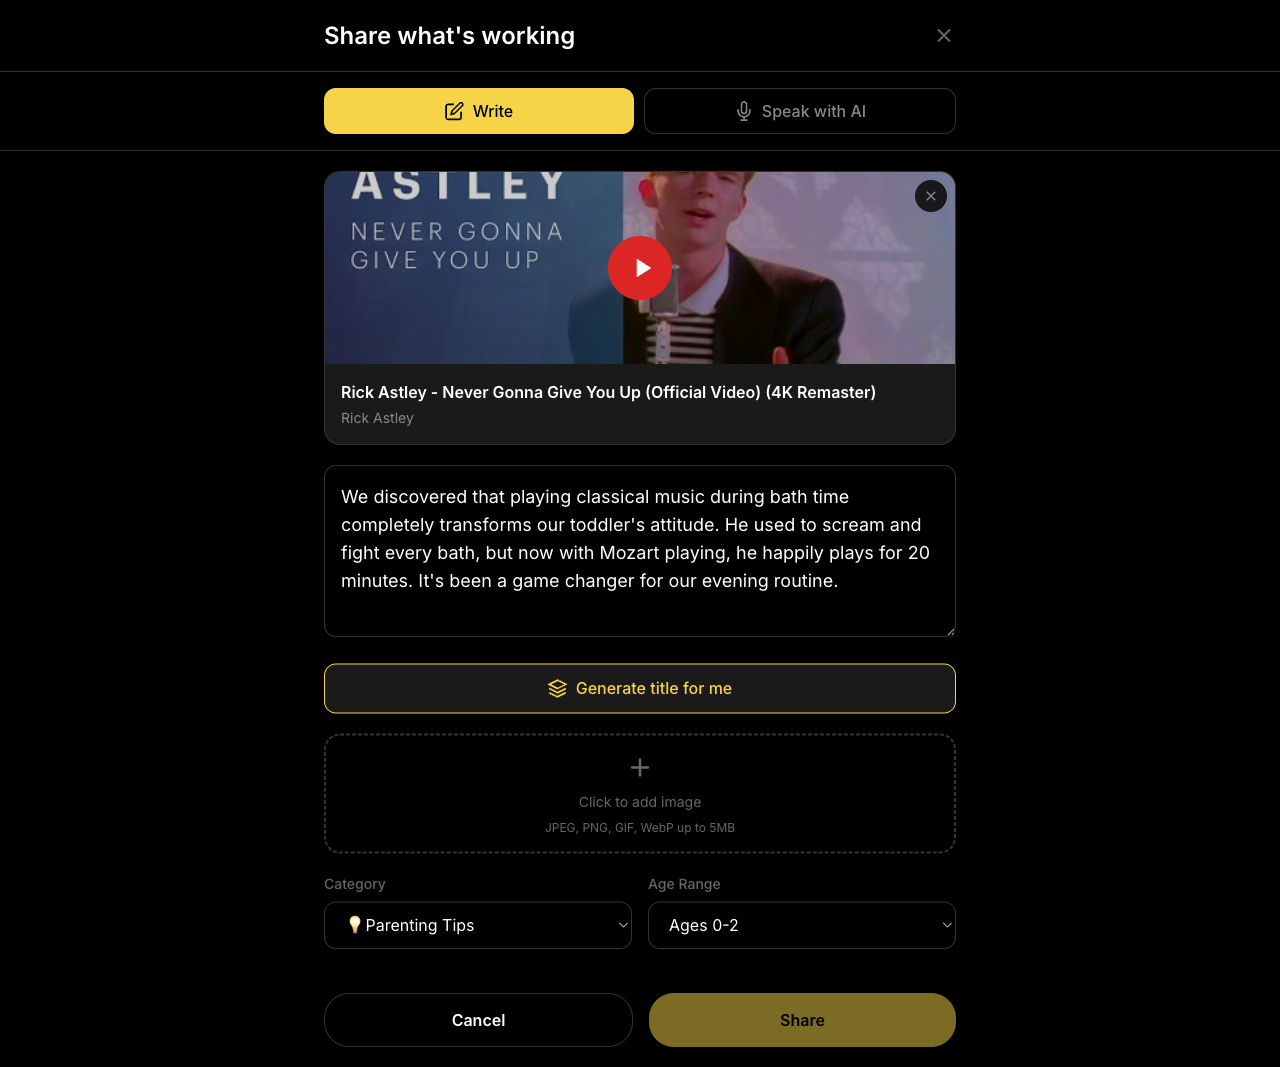 Share what's working
Write
Speak with AI
ASTLEY
NEVER GONNA
GIVE YOU UP
Rick Astley - Never Gonna Give You Up (Official Video) (4K Remaster)
Rick Astley
We discovered that playing classical music during bath time
completely transforms our toddler's attitude. He used to scream and
fight every bath, but now with Mozart playing, he happily plays for 20
minutes. It's been a game changer for our evening routine.
Generate title for me
Click to add image
JPEG, PNG, GIF, WebP up to 5MB
Category
Age Range
Parenting Tips
Ages 0-2
Cancel
Share